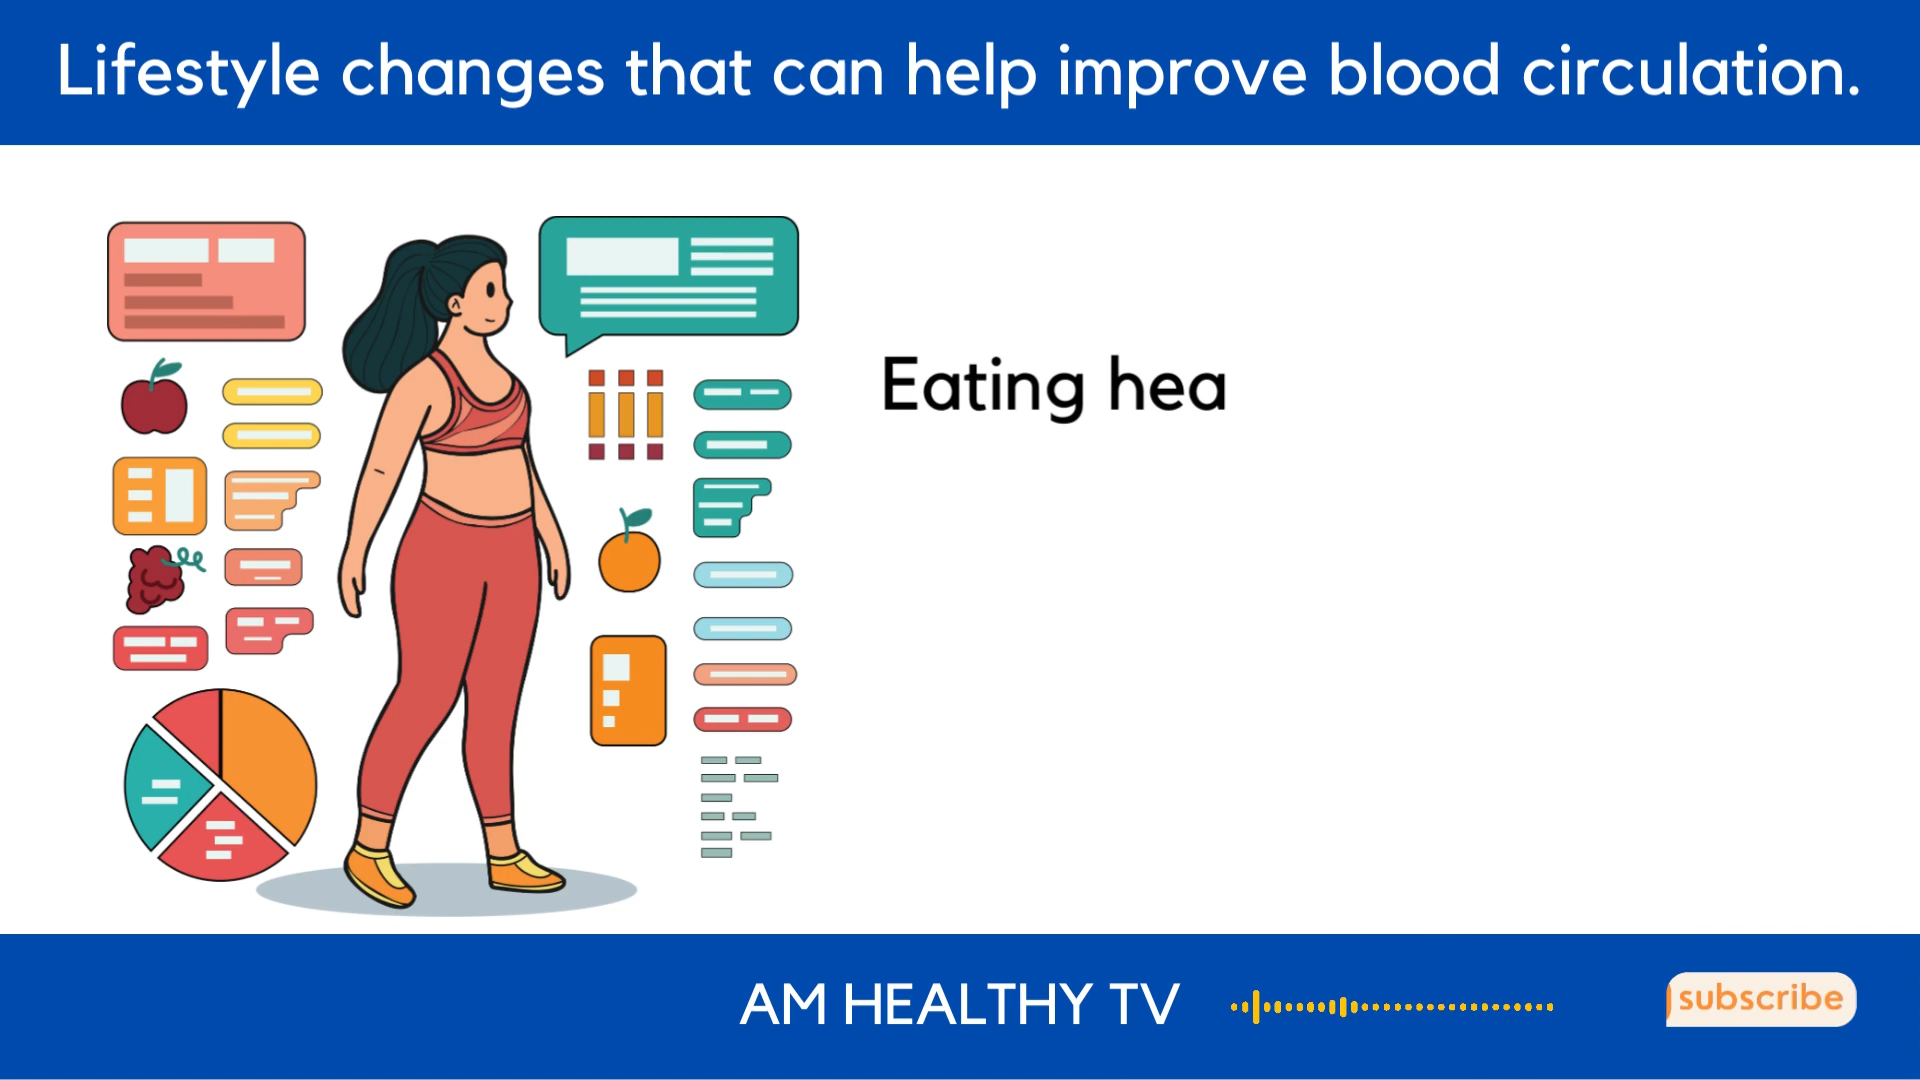 Lifestyle changes that can help improve blood circulation.
Eating hea
AM HEALTHY TV
subscribe